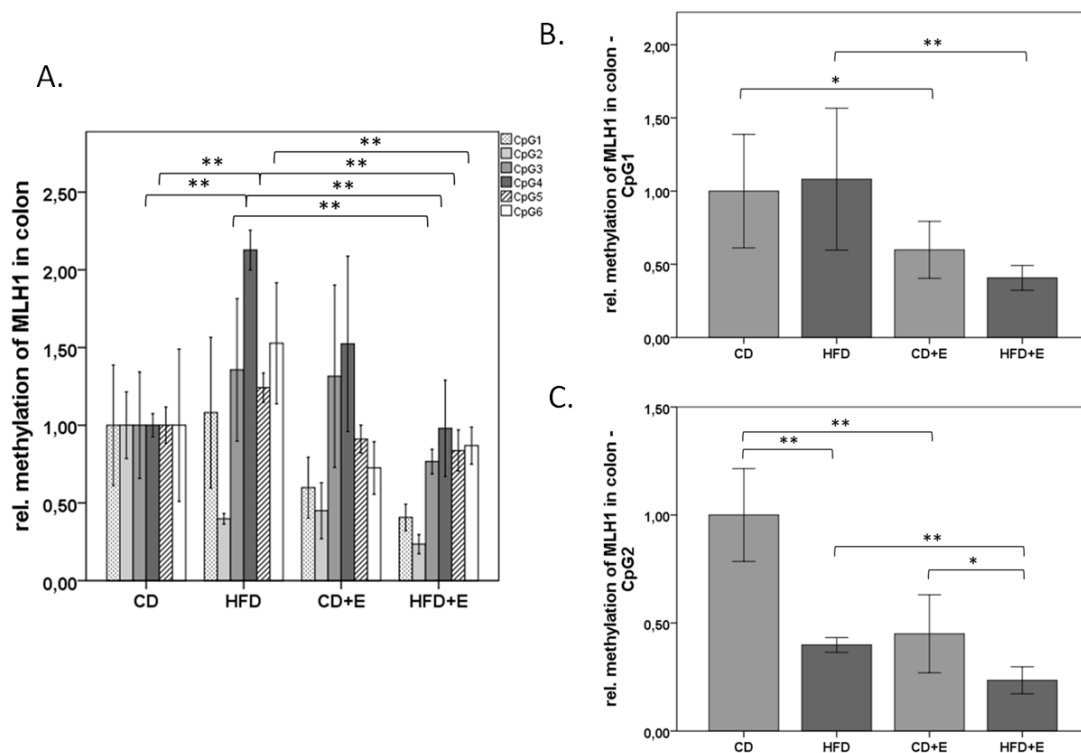 A.
rel. methylation of MLH1 in colon
2,50
2,00
1,50
1,00
0,50
0,00
CD HFD CD+E HFD+E
CpG1
CpG2
CpG3
CpG4
CpG5
CpG6
** **
** **
** **
B.
rel. methylation of MLH1 in colon -
CpG1
2,00
1,50
1,00
0,50
0,00
**
*
CD HFD CD+E HFD+E
C.
rel. methylation of MLH1 in colon -
CpG2
1,50
1,00
0,50
0,00
**
**
**
*
CD HFD CD+E HFD+E